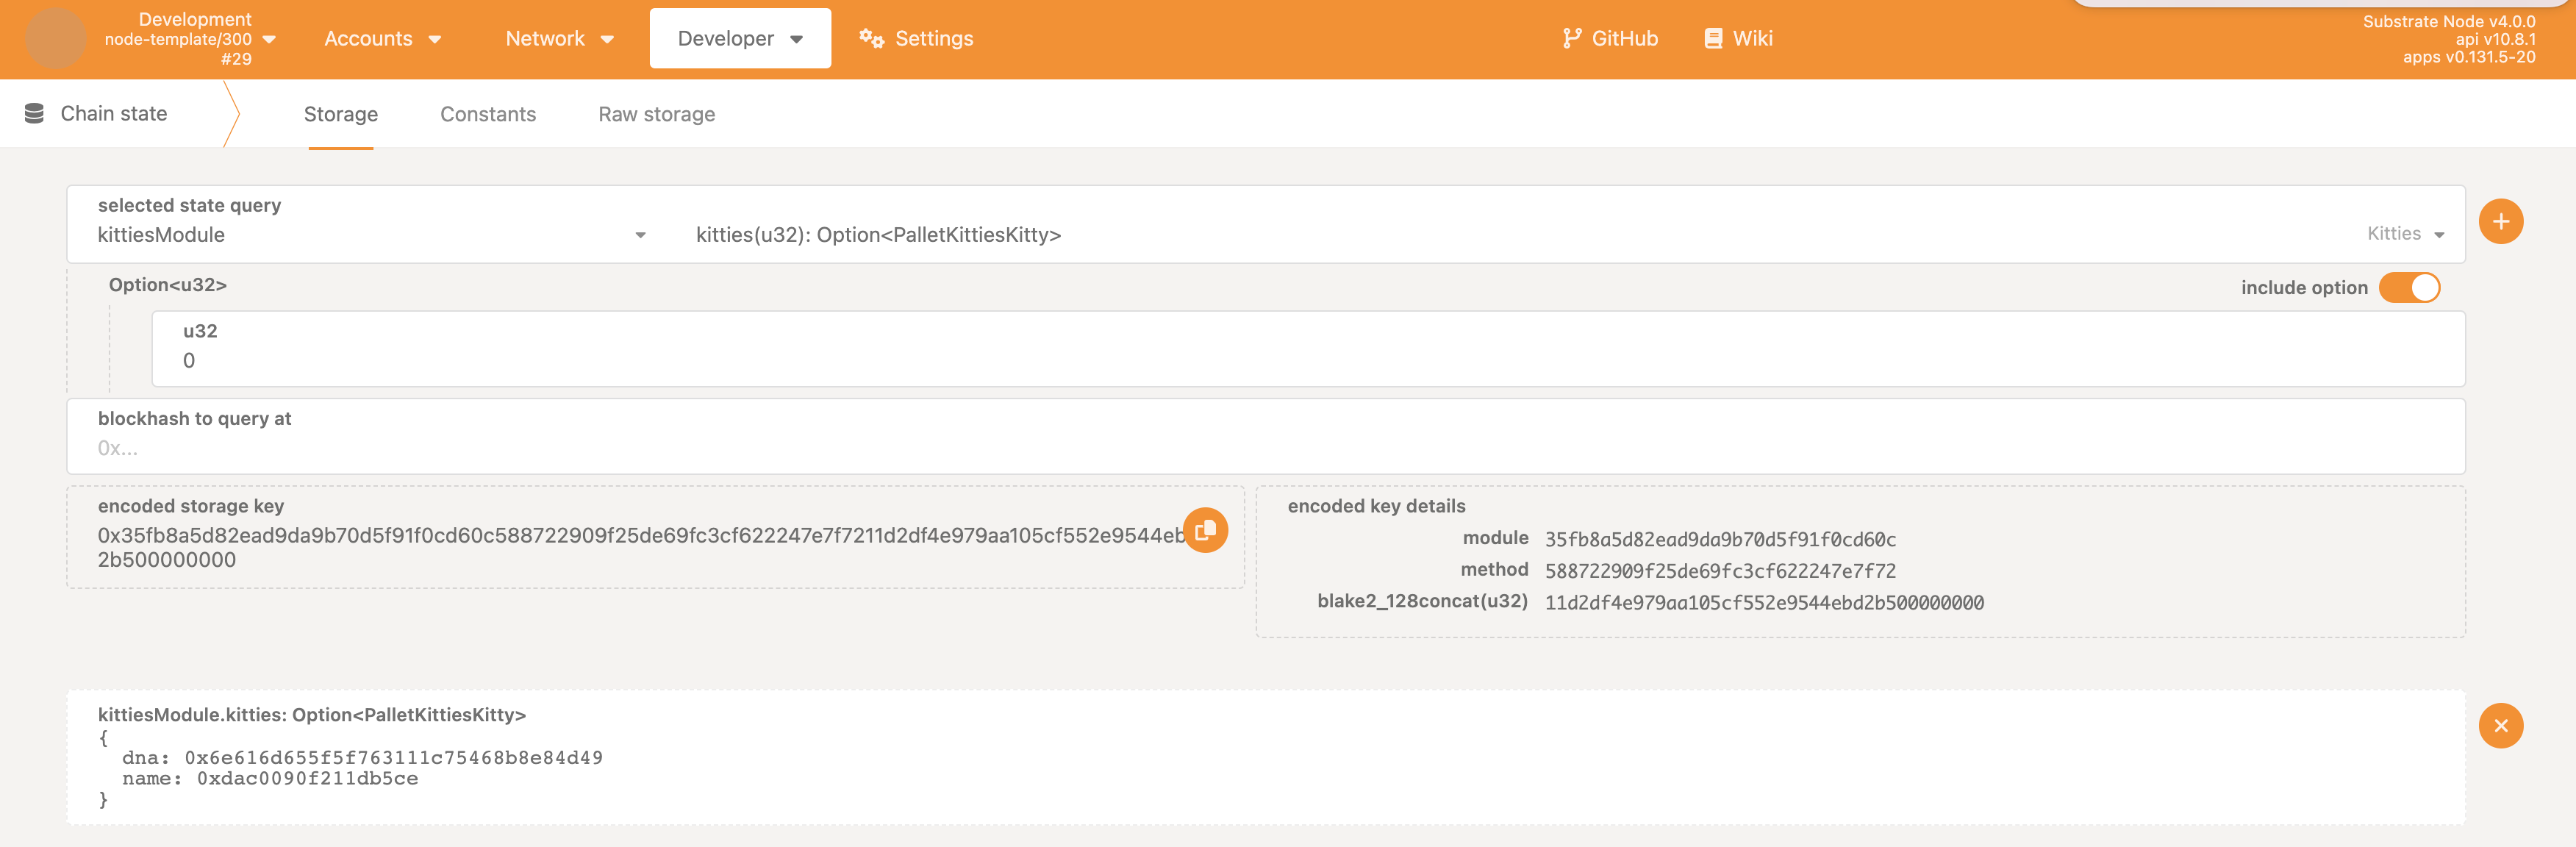 Development
node-template/300
#29
Accounts
Network
Developer
Settings
GitHub
Wiki
Substrate Node v4.0.0
api v10.8.1
apps v0.131.5-20
Chain state
Storage
Constants
Raw storage
selected state query
kittiesModule
kitties(u32): Option<PalletKittiesKitty>
Kitties
Option<u32>
include option
u32
0
blockhash to query at
0x...
encoded storage key
0x35fb8a5d82ead9da9b70d5f91f0cd60c588722909f25de69fc3cf622247e7f7211d2df4e979aa105cf552e9544eb
2b500000000
encoded key details
module 35fb8a5d82ead9da9b70d5f91f0cd60c
method 588722909f25de69fc3cf622247e7f72
blake2_128concat(u32) 11d2df4e979aa105cf552e9544ebd2b500000000
kittiesModule.kitties: Option<PalletKittiesKitty>
{
dna: 0x6e616d655f5f763111c75468b8e84d49
name: 0xdac0090f211db5ce
}